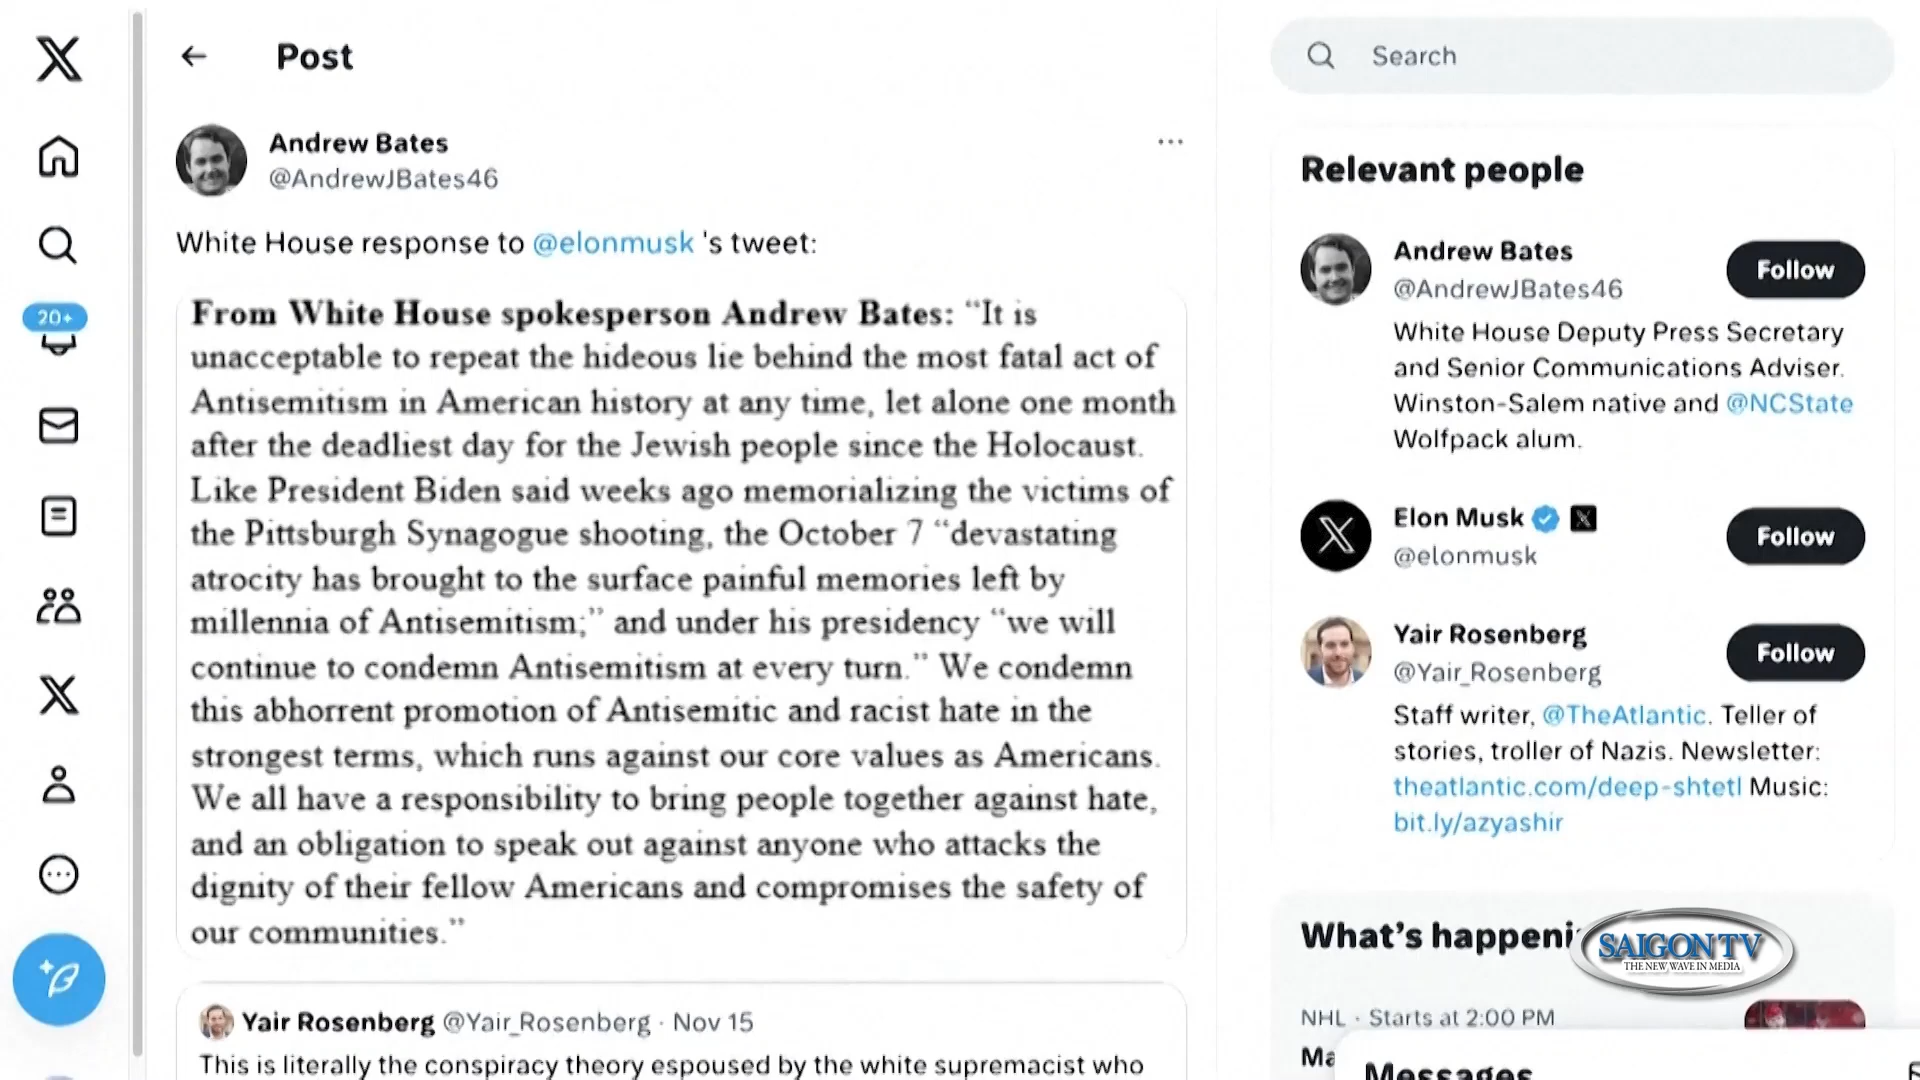 Post
Andrew Bates
@AndrewJBates46
White House response to @elonmusk 's tweet:
From White House spokesperson Andrew Bates: “It is
unacceptable to repeat the hideous lie behind the most fatal act of
Antisemitism in American history at any time, let alone one month
after the deadliest day for the Jewish people since the Holocaust.
Like President Biden said weeks ago memorializing the victims of
the Pittsburgh Synagogue shooting, the October 7 “devastating
atrocity has brought to the surface painful memories left by
millennia of Antisemitism;” and under his presidency “we will
continue to condemn Antisemitism at every turn.” We condemn
this abhorrent promotion of Antisemitic and racist hate in the
strongest terms, which runs against our core values as Americans.
We all have a responsibility to bring people together against hate,
and an obligation to speak out against anyone who attacks the
dignity of their fellow Americans and compromises the safety of
our communities.”
Yair Rosenberg @Yair_Rosenberg · Nov 15
This is literally the conspiracy theory espoused by the white supremacist who
20+
Search
Relevant people
Andrew Bates
@AndrewJBates46
Follow
White House Deputy Press Secretary
and Senior Communications Adviser.
Winston-Salem native and @NCState
Wolfpack alum.
Elon Musk
@elonmusk
Follow
Yair Rosenberg
@Yair_Rosenberg
Follow
Staff writer, @TheAtlantic. Teller of
stories, troller of Nazis. Newsletter:
theatlantic.com/deep-shtetl Music:
bit.ly/azyashir
What’s happeni
SAIGON TV
THE NEW WAVE IN MEDIA
NHL · Starts at 2:00 PM
Ma
Messages